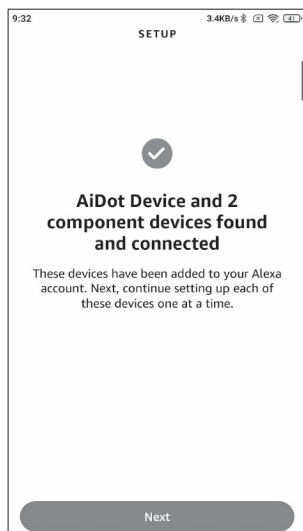 9:32 3.4KB/s 41
SETUP
AiDot Device and 2
component devices found
and connected
These devices have been added to your Alexa
account. Next, continue setting up each of
these devices one at a time.
Next